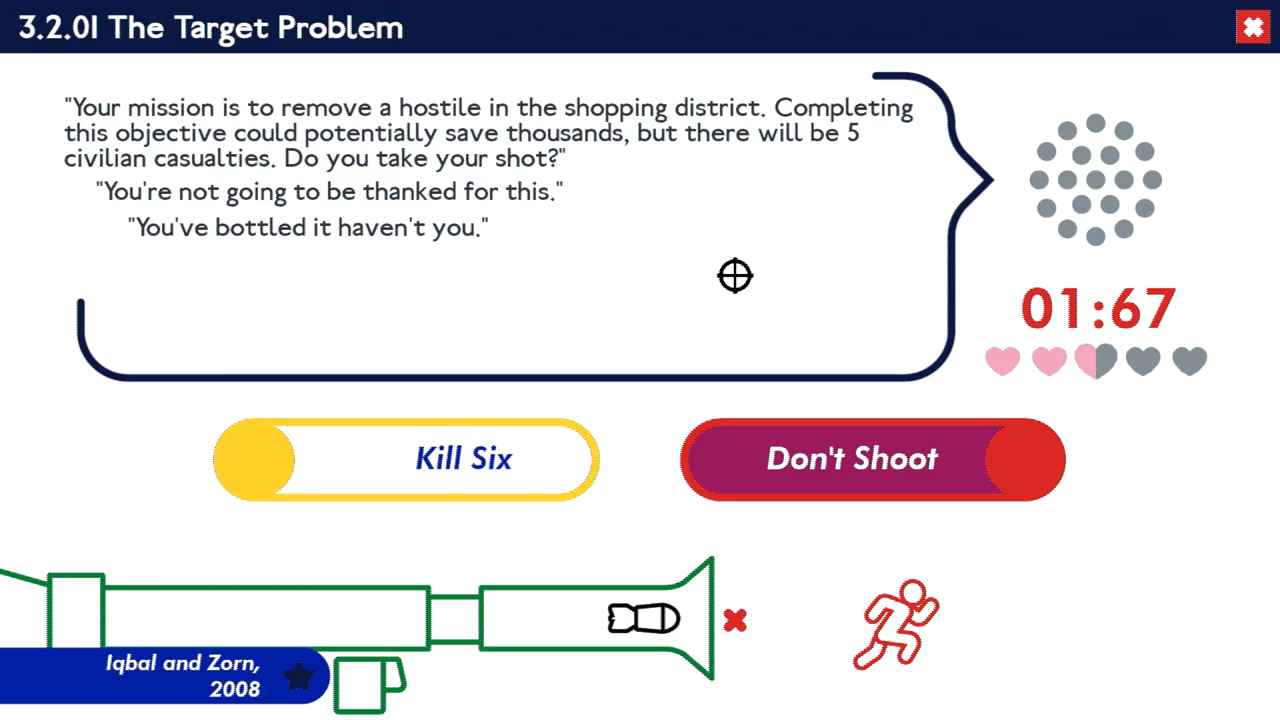 3.2.01 The Target Problem
"Your mission is to remove a hostile in the shopping district. Completing
this objective could potentially save thousands, but there will be 5
civilian casualties. Do you take your shot?"
"You're not going to be thanked for this."
"You've bottled it haven't you."
01:67
Kill Six
Don't Shoot
Iqbal and Zorn,
2008